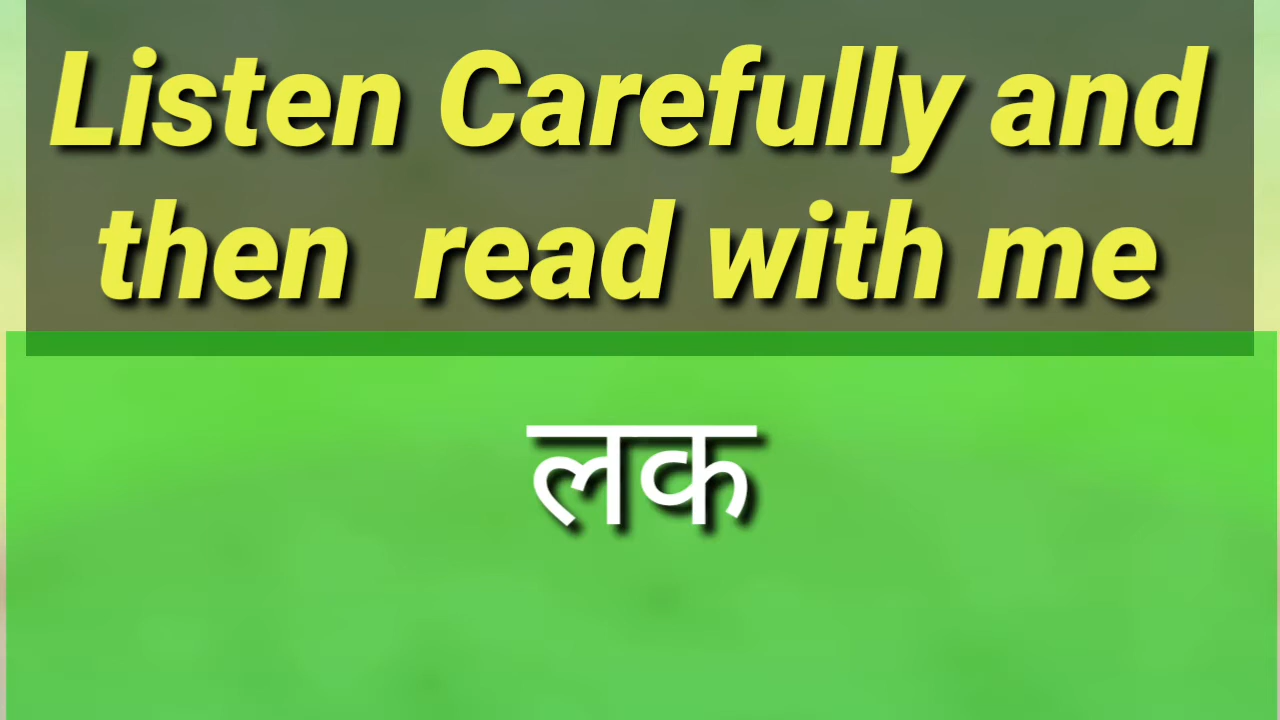 Listen Carefully and
then read with me
लक